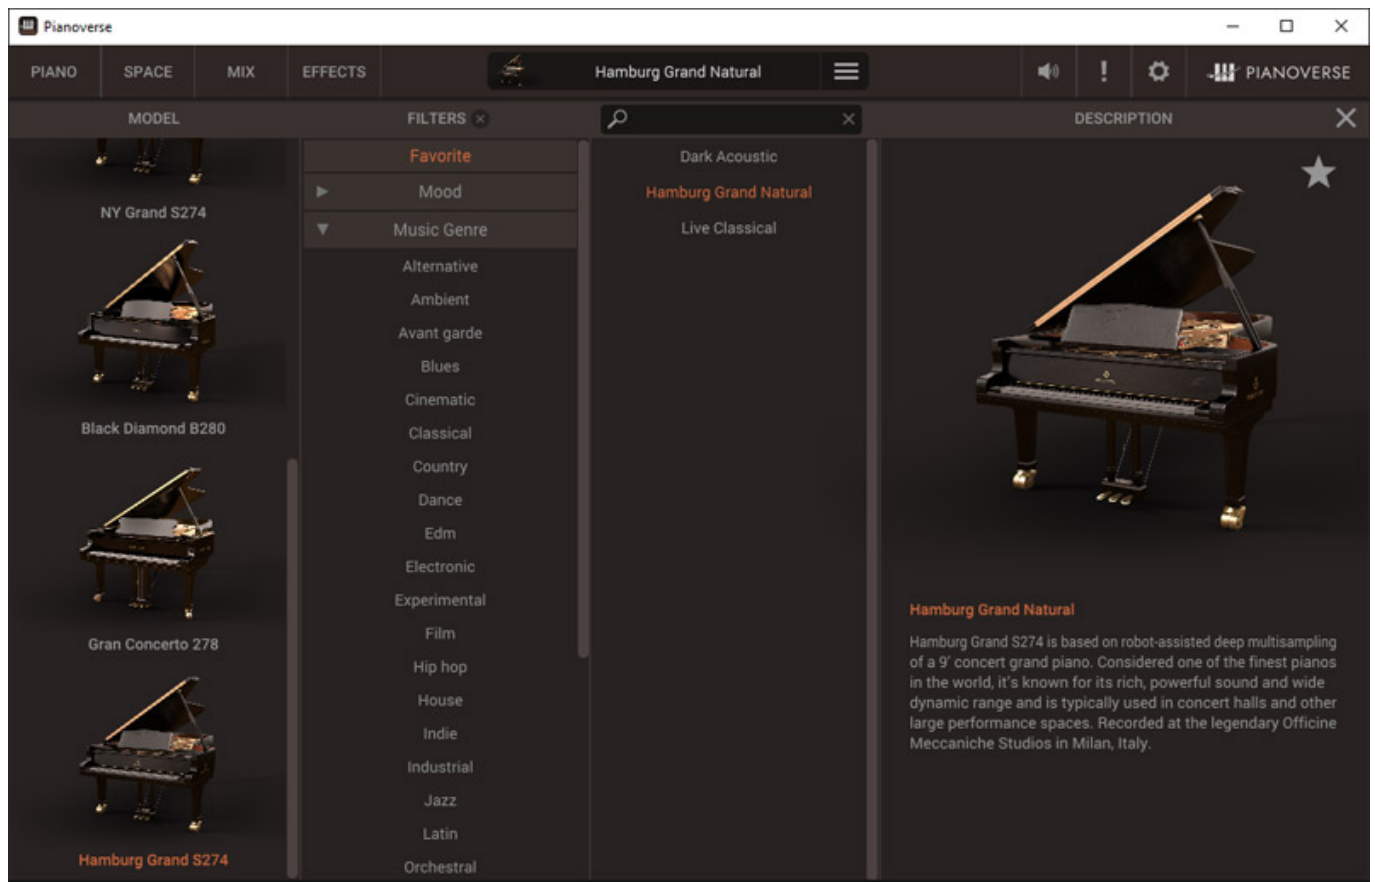 Pianoverse
PIANO
SPACE
MIX
EFFECTS
Hamburg Grand Natural
PIANOVERSE
MODEL
FILTERS
DESCRIPTION
NY Grand S274
Black Diamond B280
Gran Concerto 278
Hamburg Grand S274
Favorite
Mood
Music Genre
Alternative
Ambient
Avant garde
Blues
Cinematic
Classical
Country
Dance
Edm
Electronic
Experimental
Film
Hip hop
House
Indie
Industrial
Jazz
Latin
Orchestral
Dark Acoustic
Hamburg Grand Natural
Live Classical
Hamburg Grand Natural
Hamburg Grand S274 is based on robot-assisted deep multisampling
of a 9' concert grand piano. Considered one of the finest pianos
in the world, it's known for its rich, powerful sound and wide
dynamic range and is typically used in concert halls and other
large performance spaces. Recorded at the legendary Officine
Meccaniche Studios in Milan, Italy.